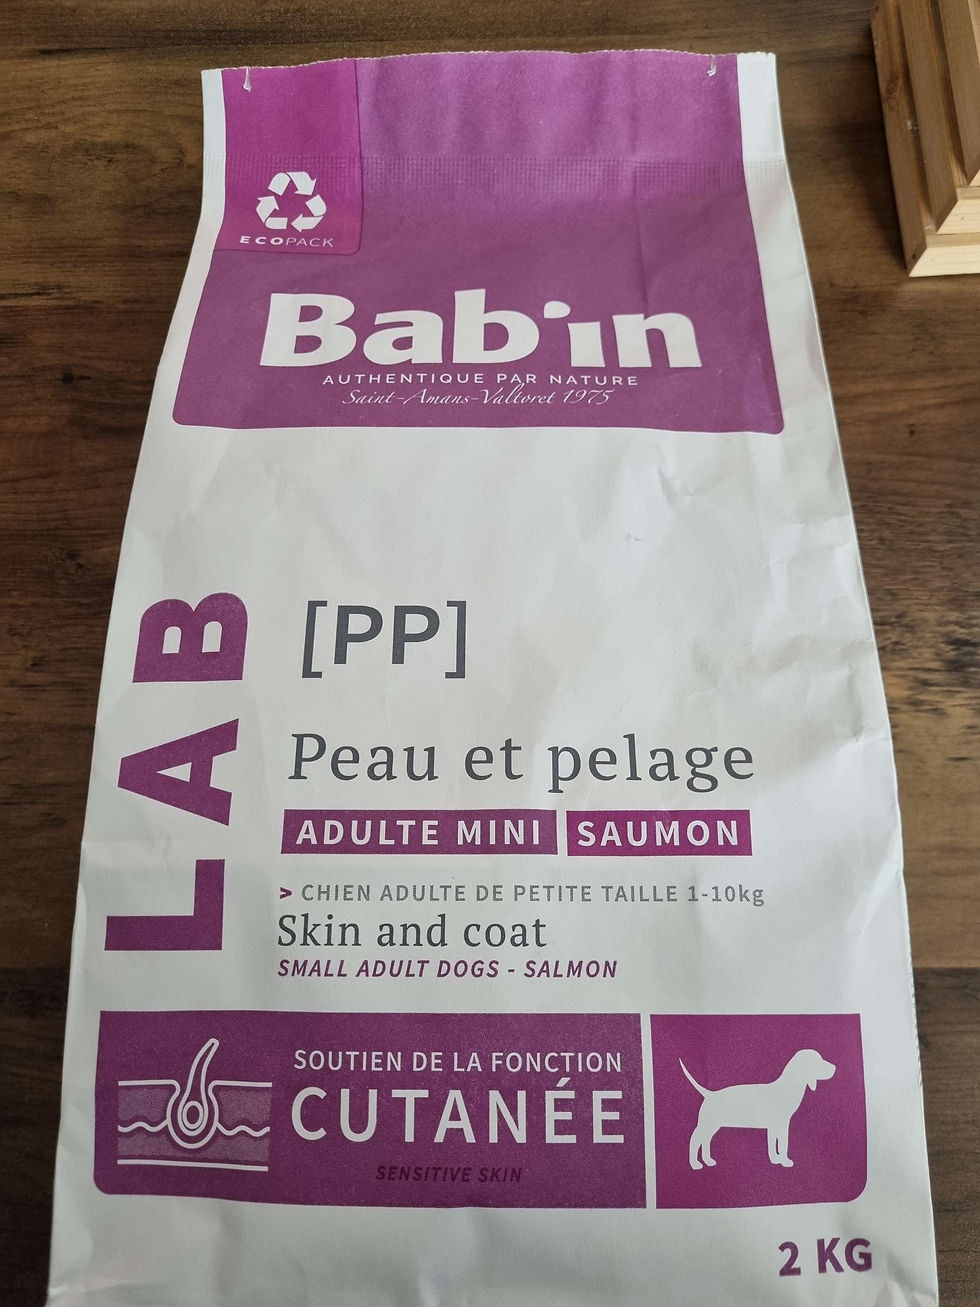 ECOPACK
Bab'in
AUTHENTIQUE PAR NATURE
Saint-Amans-Valtoret 1975
LAB
[PP]
Peau et pelage
ADULTE MINI SAUMON
> CHIEN ADULTE DE PETITE TAILLE 1-10kg
Skin and coat
SMALL ADULT DOGS - SALMON
SOUTIEN DE LA FONCTION
CUTANÉE
SENSITIVE SKIN
2 KG